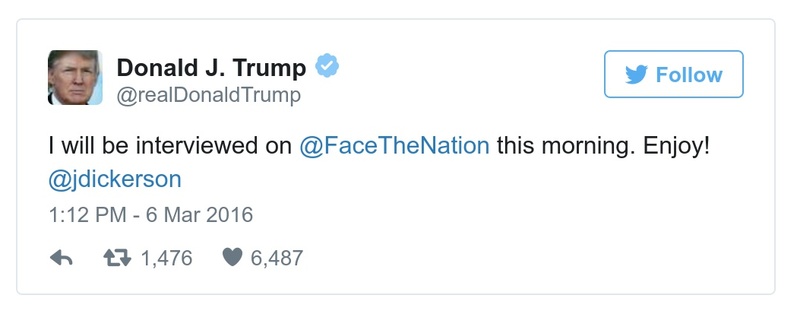 Donald J. Trump
@realDonaldTrump
Follow
I will be interviewed on @FaceTheNation this morning. Enjoy!
@jdickerson
1:12 PM - 6 Mar 2016
1,476 6,487